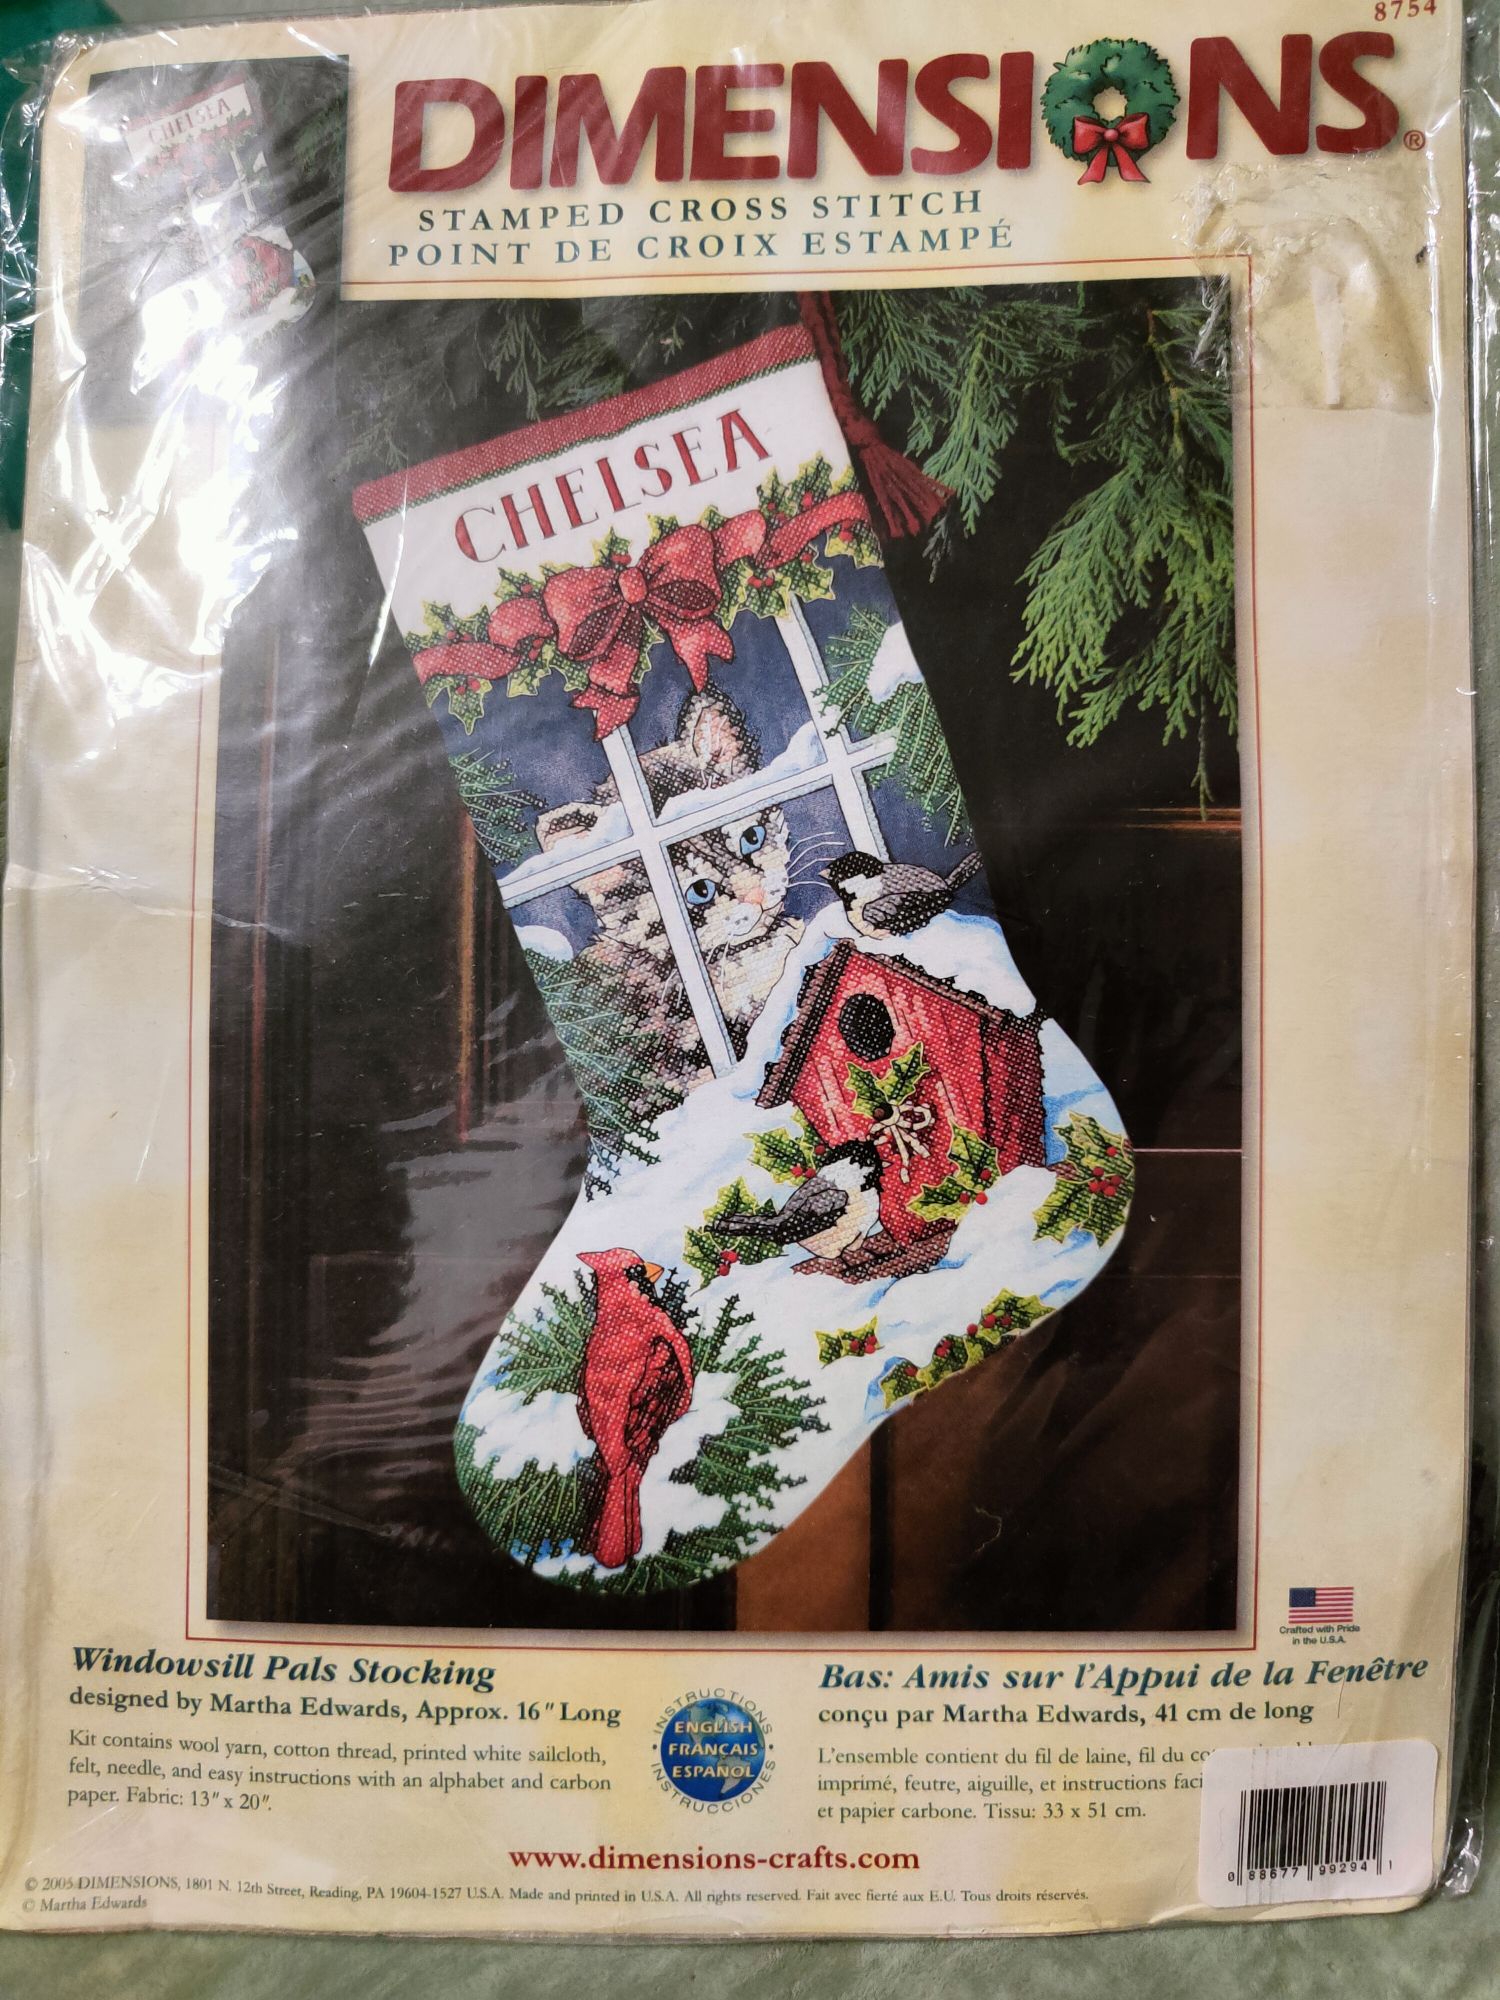 8754
DIMENSIONS®
STAMPED CROSS STITCH
POINT DE CROIX ESTAMPÉ
CHELSEA
CHELSEA
Crafted with Pride
in the U.S.A.
Windowsill Pals Stocking
designed by Martha Edwards, Approx. 16" Long
Kit contains wool yarn, cotton thread, printed white sailcloth,
felt, needle, and easy instructions with an alphabet and carbon
paper. Fabric: 13" x 20".
INSTRUCTIONS
ENGLISH
FRANÇAIS
ESPAÑOL
INSTRUCCIONES
Bas: Amis sur l'Appui de la Fenêtre
conçu par Martha Edwards, 41 cm de long
L'ensemble contient du fil de laine, fil du
imprimé, feutre, aiguille, et instructions
et papier carbone. Tissu: 33 x 51 cm.
0 88677 99294 1
www.dimensions-crafts.com
© 2005 DIMENSIONS, 1801 N. 12th Street, Reading, PA 19604-1527 U.S.A. Made and printed in U.S.A. All rights reserved. Fait avec fierté aux E.U. Tous droits réservés.
© Martha Edwards